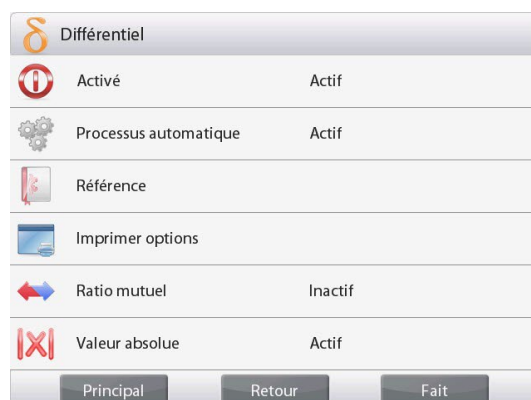 δ Différentiel
Activé Actif
Processus automatique Actif
Référence
Imprimer options
Ratio mutuel Inactif
|X| Valeur absolue Actif
Principal Retour Fait